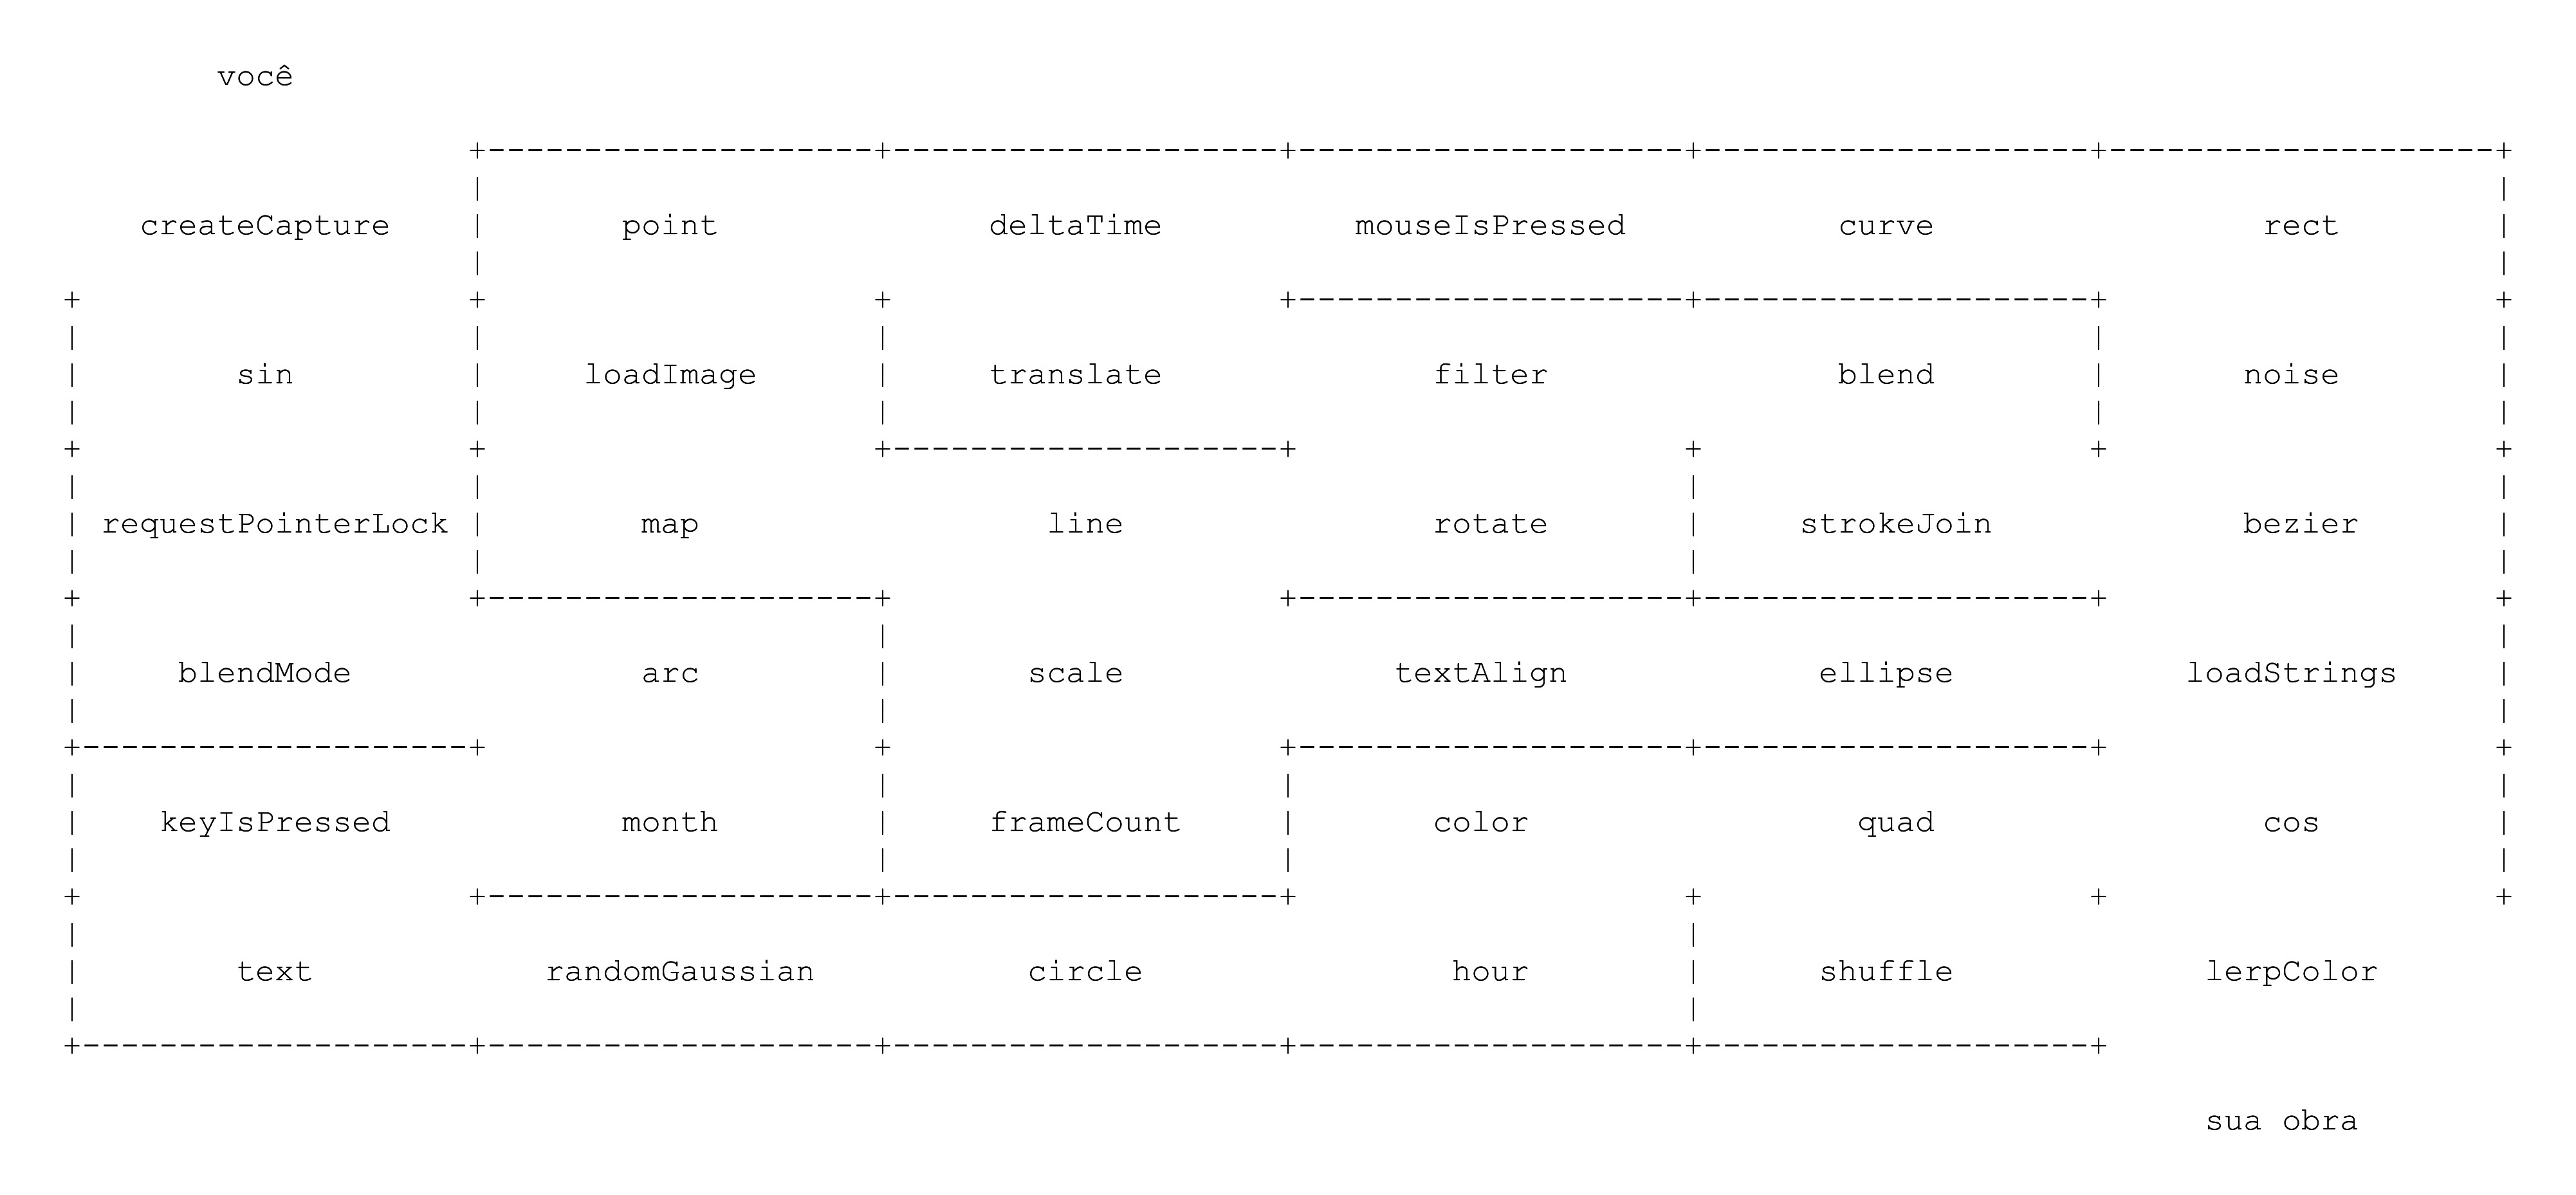 você
createCapture point deltaTime mouseIsPressed curve rect
sin loadImage translate filter blend noise
requestPointerLock map line rotate strokeJoin bezier
blendMode arc scale textAlign ellipse loadStrings
keyIsPressed month frameCount color quad cos
text randomGaussian circle hour shuffle lerpColor
sua obra